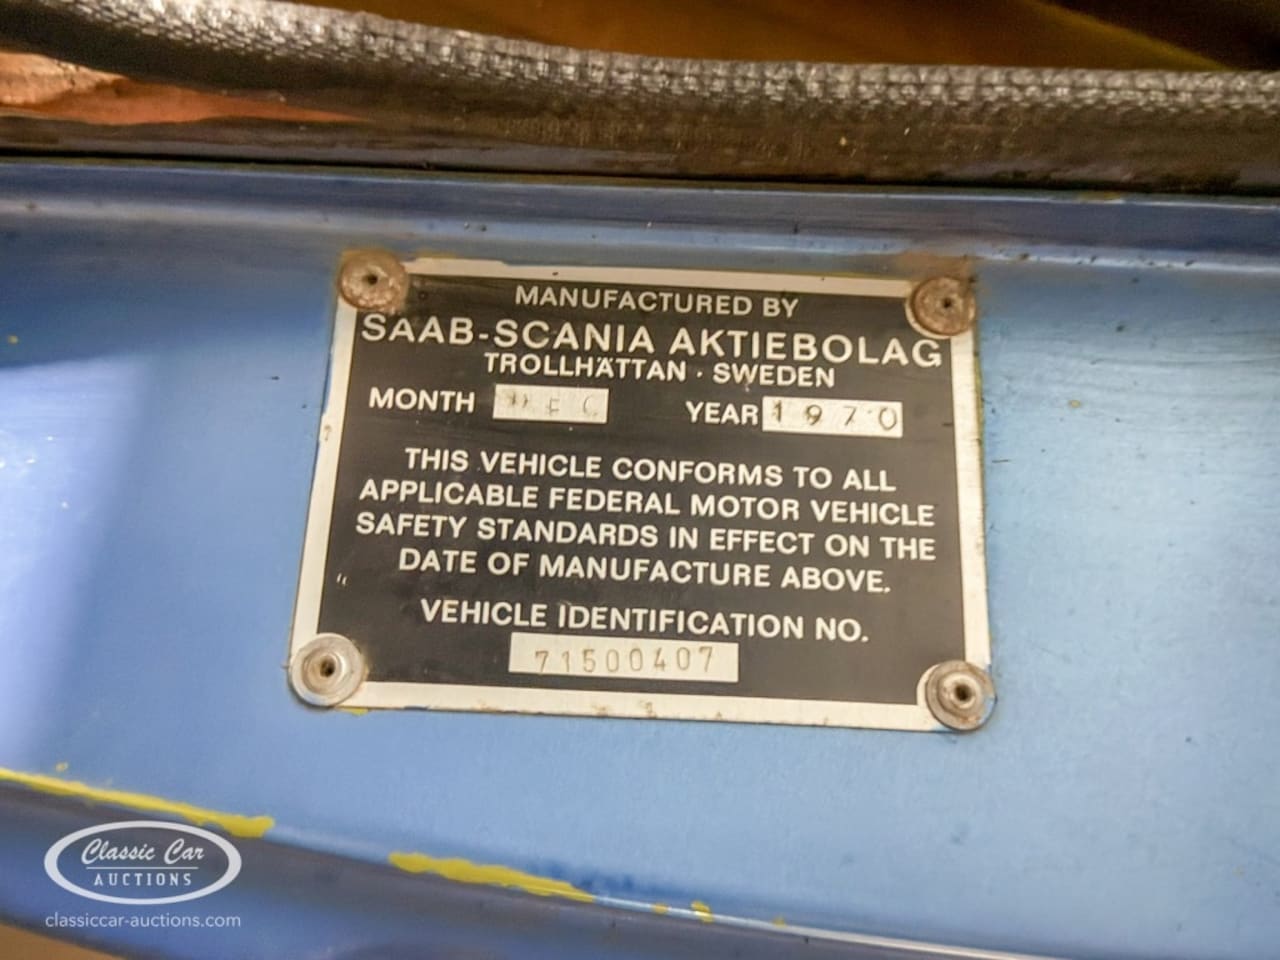 MANUFACTURED BY
SAAB-SCANIA AKTIEBOLAG
TROLLHÄTTAN · SWEDEN
MONTH DEC YEAR 1970
THIS VEHICLE CONFORMS TO ALL
APPLICABLE FEDERAL MOTOR VEHICLE
SAFETY STANDARDS IN EFFECT ON THE
DATE OF MANUFACTURE ABOVE.
VEHICLE IDENTIFICATION NO.
71500407
Classic Car
AUCTIONS
classiccar-auctions.com